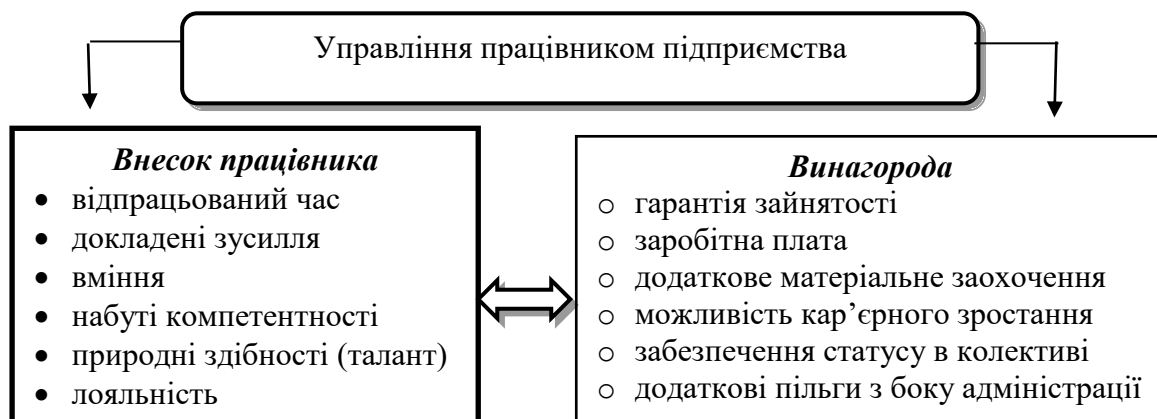 Управління працівником підприємства
Внесок працівника
• відпрацьований час
• докладені зусилля
• вміння
• набуті компетентності
• природні здібності (талант)
• лояльність
Винагорода
o гарантія зайнятості
o заробітна плата
o додаткове матеріальне заохочення
o можливість кар’єрного зростання
o забезпечення статусу в колективі
o додаткові пільги з боку адміністрації